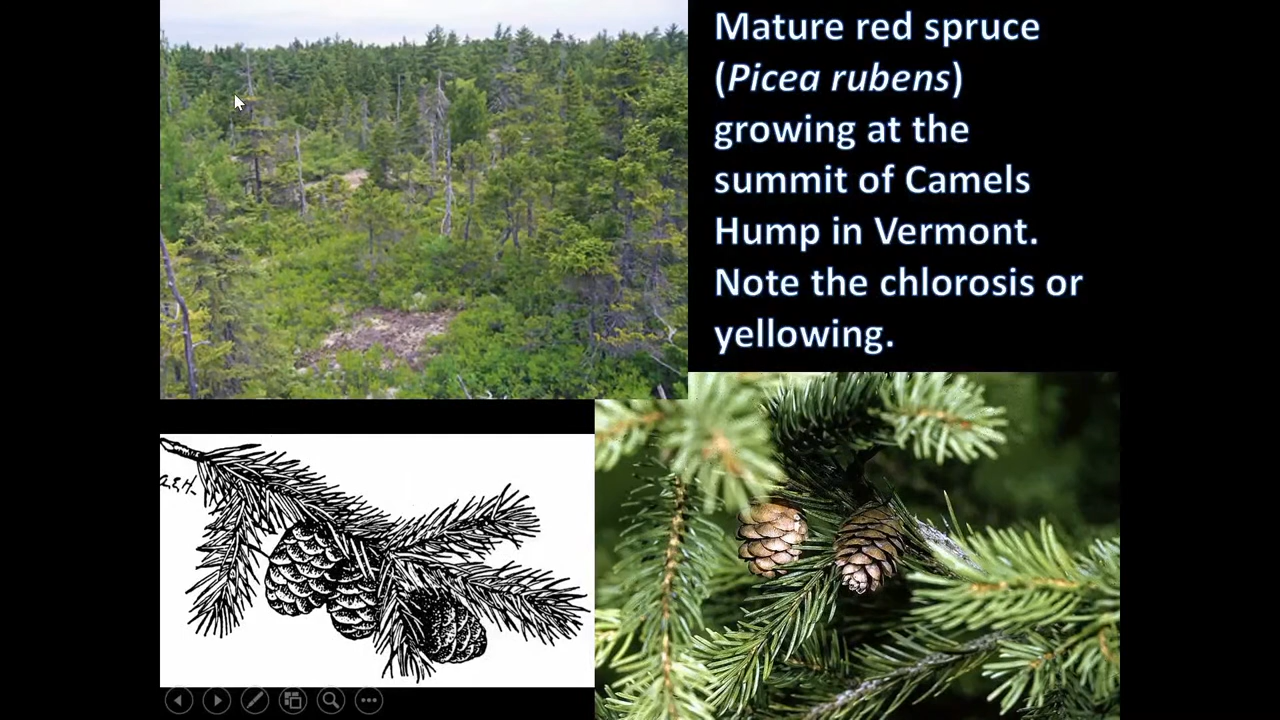 Mature red spruce
(Picea rubens)
growing at the
summit of Camels
Hump in Vermont.
Note the chlorosis or
yellowing.